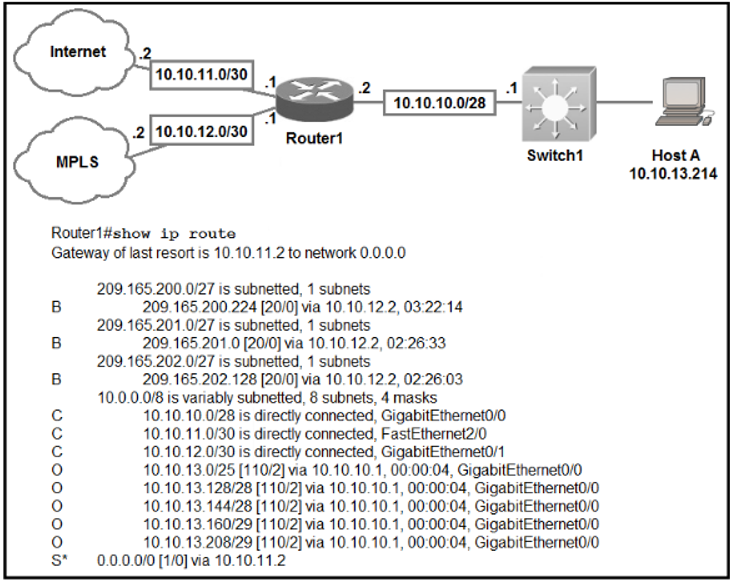 Internet
.2
10.10.11.0/30
.1
.2
10.10.10.0/28
.1
.1
.2
10.10.12.0/30
Router1
MPLS
Switch1
Host A
10.10.13.214
Router1#show ip route
Gateway of last resort is 10.10.11.2 to network 0.0.0.0
209.165.200.0/27 is subnetted, 1 subnets
B 209.165.200.224 [20/0] via 10.10.12.2, 03:22:14
209.165.201.0/27 is subnetted, 1 subnets
B 209.165.201.0 [20/0] via 10.10.12.2, 02:26:33
209.165.202.0/27 is subnetted, 1 subnets
B 209.165.202.128 [20/0] via 10.10.12.2, 02:26:03
10.0.0.0/8 is variably subnetted, 8 subnets, 4 masks
C 10.10.10.0/28 is directly connected, GigabitEthernet0/0
C 10.10.11.0/30 is directly connected, FastEthernet2/0
C 10.10.12.0/30 is directly connected, GigabitEthernet0/1
O 10.10.13.0/25 [110/2] via 10.10.10.1, 00:00:04, GigabitEthernet0/0
O 10.10.13.128/28 [110/2] via 10.10.10.1, 00:00:04, GigabitEthernet0/0
O 10.10.13.144/28 [110/2] via 10.10.10.1, 00:00:04, GigabitEthernet0/0
O 10.10.13.160/29 [110/2] via 10.10.10.1, 00:00:04, GigabitEthernet0/0
O 10.10.13.208/29 [110/2] via 10.10.10.1, 00:00:04, GigabitEthernet0/0
S* 0.0.0.0/0 [1/0] via 10.10.11.2